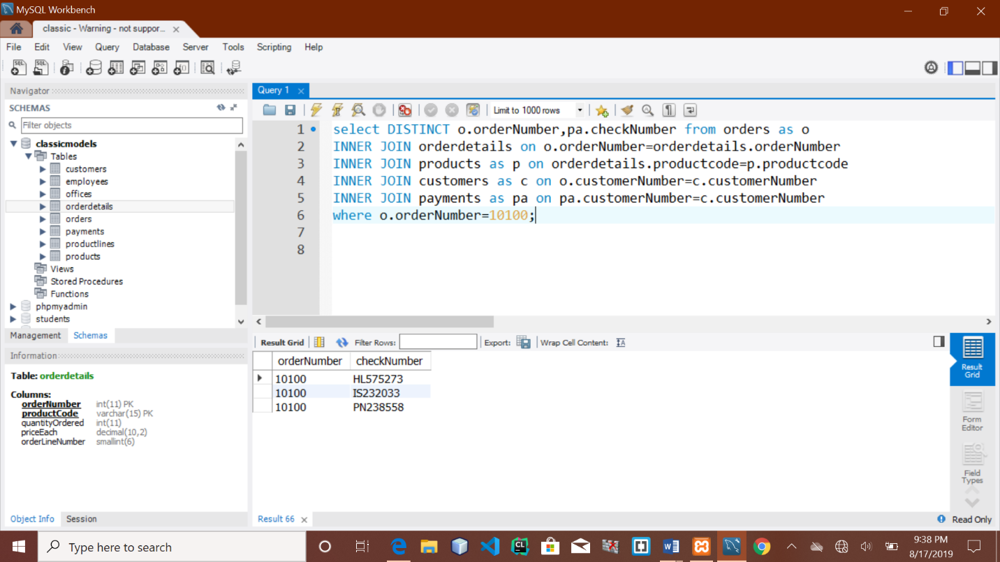 MySQL Workbench
classic - Warning - not suppor...
File Edit View Query Database Server Tools Scripting Help
Navigator
SCHEMAS
Filter objects
classicmodels
Tables
customers
employees
offices
orderdetails
orders
payments
productlines
products
Views
Stored Procedures
Functions
phpmyadmin
students
Management Schemas
Information
Table: orderdetails
Columns:
orderNumber int(11) PK
productCode varchar(15) PK
quantityOrdered int(11)
priceEach decimal(10,2)
orderLineNumber smallint(6)
Object Info Session
Query 1
Limit to 1000 rows
1 select DISTINCT o.orderNumber,pa.checkNumber from orders as o
2 INNER JOIN orderdetails on o.orderNumber=orderdetails.orderNumber
3 INNER JOIN products as p on orderdetails.productcode=p.productcode
4 INNER JOIN customers as c on o.customerNumber=c.customerNumber
5 INNER JOIN payments as pa on pa.customerNumber=c.customerNumber
6 where o.orderNumber=10100;
7
8
Result Grid Filter Rows: Export: Wrap Cell Content:
orderNumber checkNumber
10100 HL575273
10100 IS232033
10100 PN238558
Result
Grid
Form
Editor
Field
Types
Result 66
Read Only
Type here to search
9:38 PM
8/17/2019